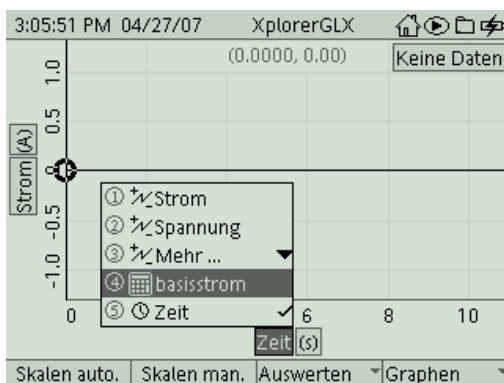 3:05:51 PM 04/27/07 XplorerGLX
(0.0000, 0.00) Keine Daten
1.0
0.5
0
-0.5
-1.0
Strom (A)
① Strom
② Spannung
③ Mehr ...
④ basisstrom
⑤ Zeit
0 6 8 10
Zeit (s)
Skalen auto. Skalen man. Auswerten Graphen